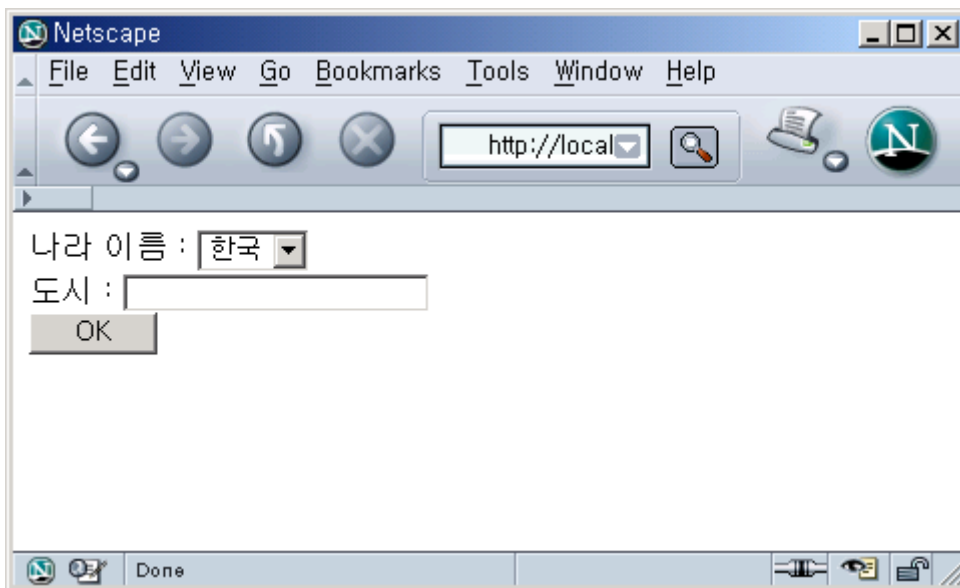 Netscape
File Edit View Go Bookmarks Tools Window Help
http://local
N
나라 이름 : 한국
도시 :
OK
Done